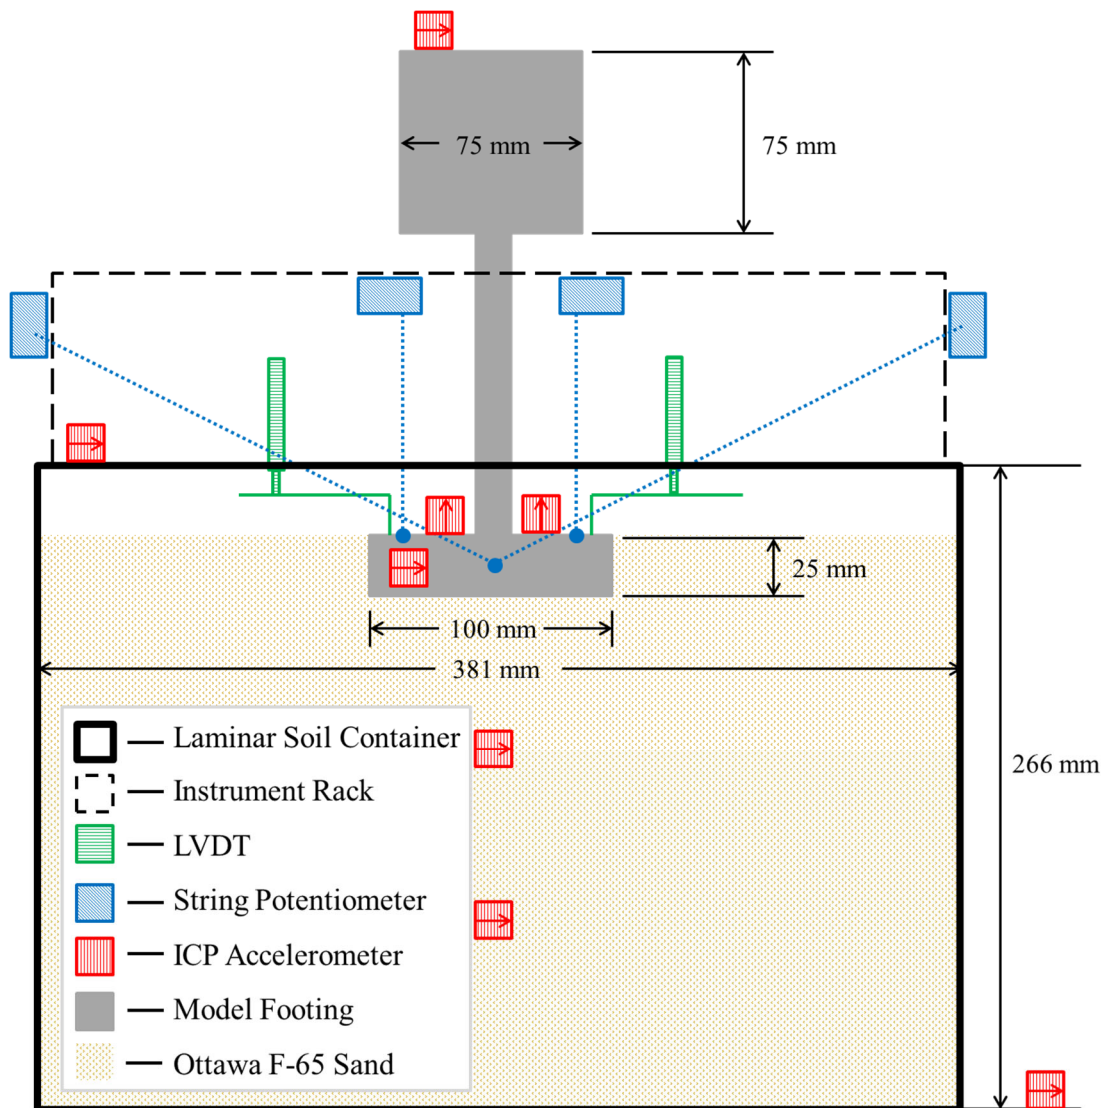 75 mm
75 mm
25 mm
100 mm
381 mm
266 mm
Laminar Soil Container
Instrument Rack
LVDT
String Potentiometer
ICP Accelerometer
Model Footing
Ottawa F-65 Sand